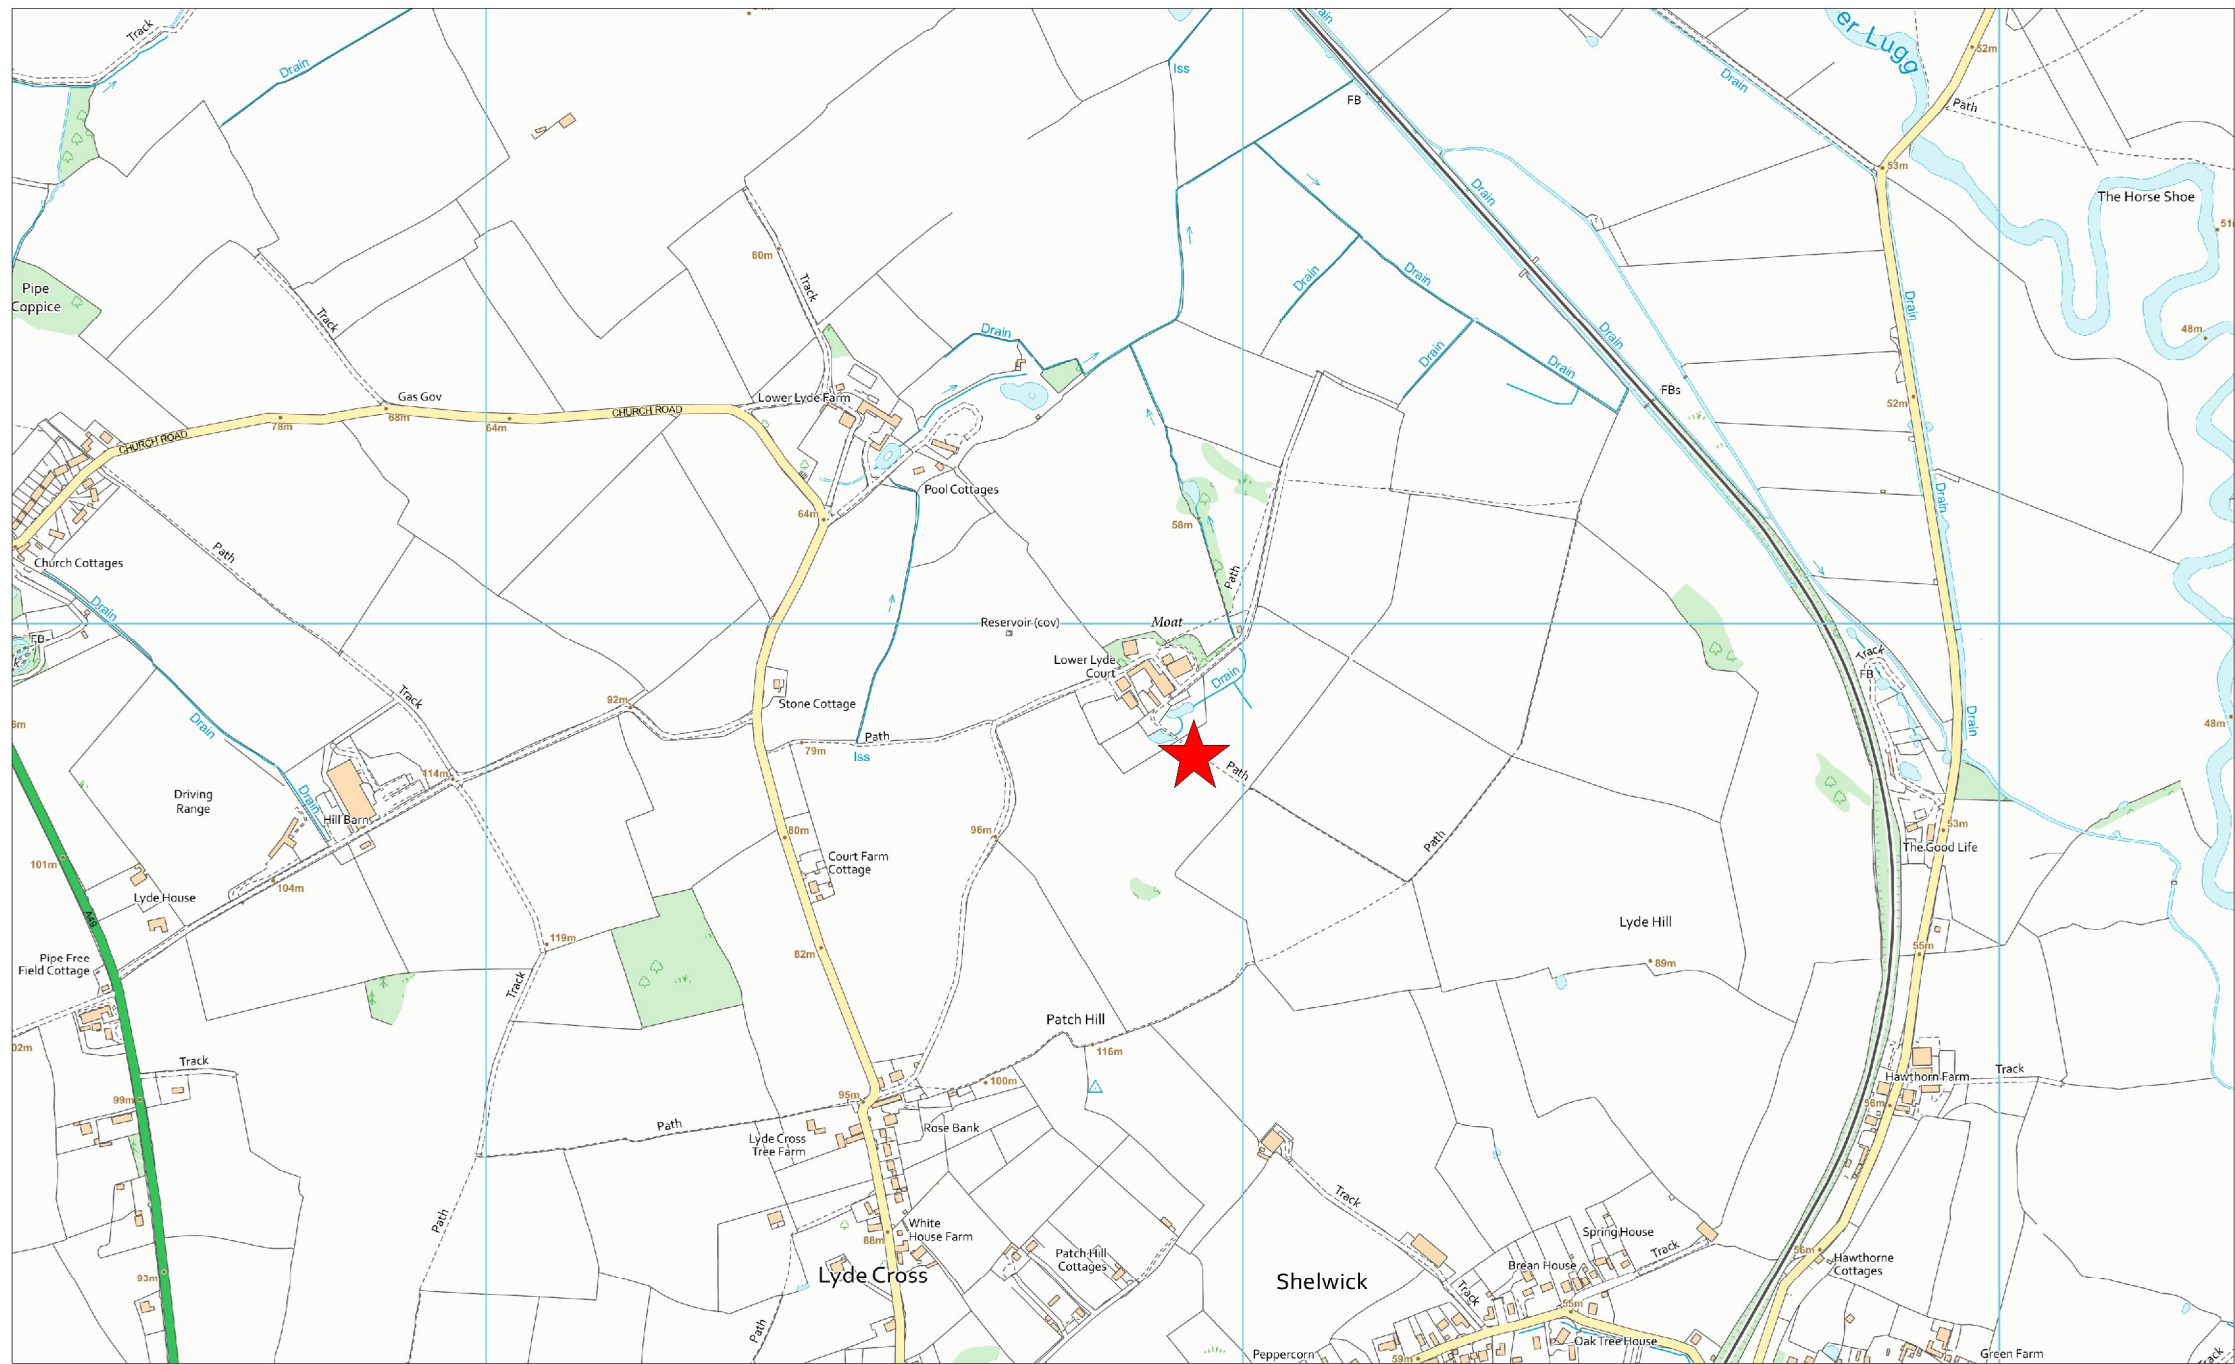 Track
Drain
Iss
Drain
FB
Drain
er Lugg
52m
Path
Drain
53m
The Horse Shoe
Pipe
Coppice
Track
60m
Track
Drain
Drain
Drain
Drain
Drain
Drain
Drain
48m
Gas Gov
Lower Lyde Farm
CHURCH ROAD
CHURCH ROAD
78m
68m
64m
FBs
52m
Drain
Pool Cottages
64m
58m
Path
Church Cottages
Drain
FB
Path
Reservoir (cov)
Moat
Lower Lyde
Court
Drain
Track
FB
Track
92m
Stone Cottage
Drain
Path
79m
Iss
Path
48m
Drain
114m
Driving
Range
Drain
Hill Barn
101m
104m
Lyde House
A49
80m
Court Farm
Cottage
96m
Path
53m
The Good Life
Lyde Hill
119m
82m
89m
55m
Pipe Free
Field Cottage
Track
Patch Hill
116m
02m
Track
99m
100m
95m
Hawthorn Farm
Track
56m
Path
Lyde Cross
Tree Farm
Rose Bank
Track
Path
White
House Farm
88m
Spring House
Patch Hill
Cottages
Brean House
Track
56m
Hawthorne
Cottages
93m
Lyde Cross
Shelwick
Track
55m
Path
Oak Tree House
Peppercorn
59m
Green Farm